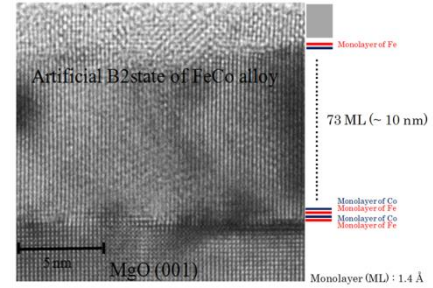 Monolayer of Fe
Artificial B2state of FeCo alloy
73 ML (~ 10 nm)
Monolayer of Co
Monolayer of Fe
Monolayer of Co
Monolayer of Fe
5 nm
MgO (001)
Monolayer (ML) : 1.4 Å